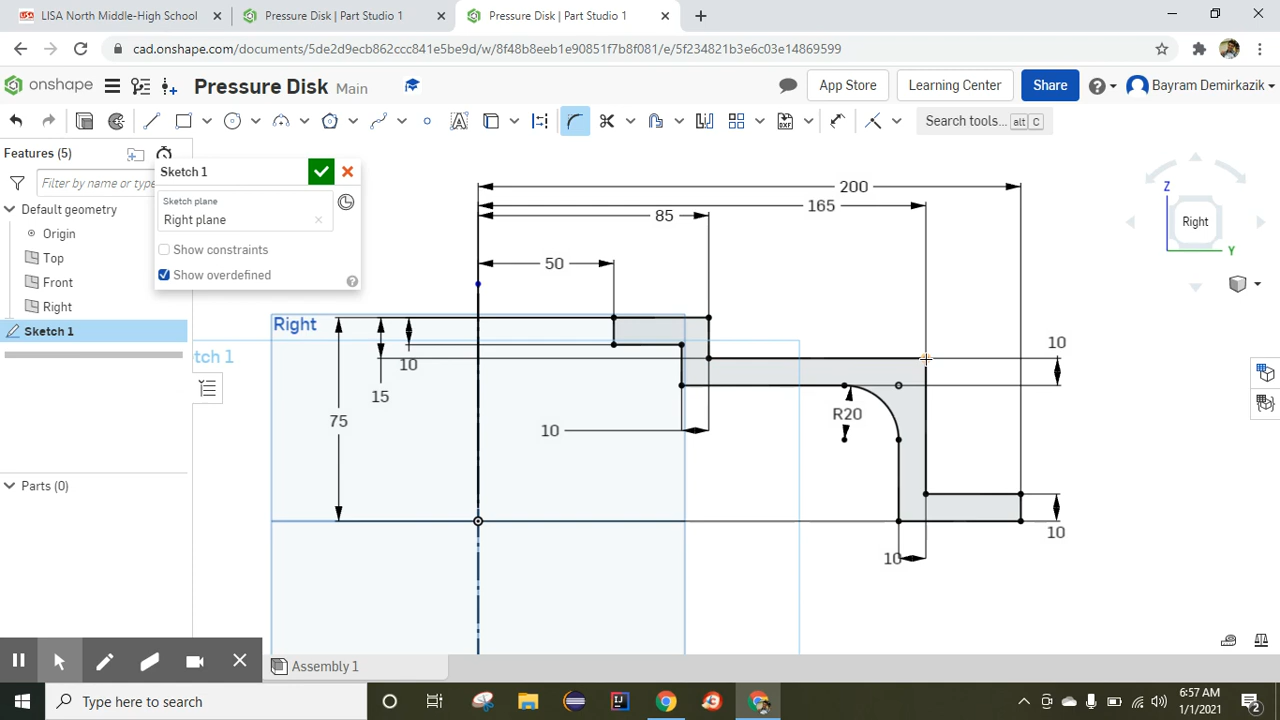 LISA North Middle-High School
Pressure Disk | Part Studio 1
Pressure Disk | Part Studio 1
cad.onshape.com/documents/5de2d9ecb862ccc841c5be9d/w/8f48b8eeb1e90851f7b8f081/e/5f234821b3e6c03e14869599
onshape
Pressure Disk Main
App Store
Learning Center
Share
Bayram Demirkazik
Search tools... alt C
Features (5)
Filter by name or type
Default geometry
Origin
Top
Front
Right
Sketch 1
Parts (0)
Sketch 1
Sketch plane
Right plane
Show constraints
Show overdefined
200
165
85
50
Right
tch 1
10
10
15
75
R20
10
10
10
Z
Right
Y
Assembly 1
Type here to search
6:57 AM
1/1/2021
2